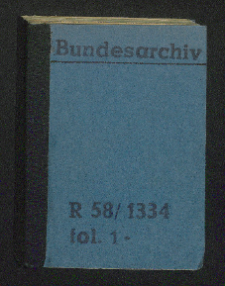 Bundesarchiv
R 58/1334
fol. 1-